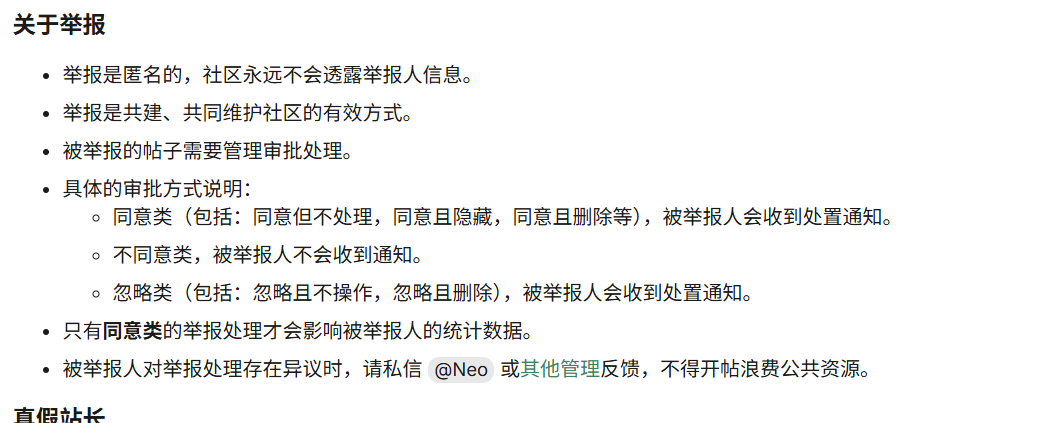 关于举报
举报是匿名的，社区永远不会透露举报人信息。
举报是共建、共同维护社区的有效方式。
被举报的帖子需要管理审批处理。
具体的审批方式说明：
同意类（包括：同意但不处理，同意且隐藏，同意且删除等），被举报人会收到处置通知。
不同意类，被举报人不会收到通知。
忽略类（包括：忽略且不操作，忽略且删除），被举报人会收到处置通知。
只有同意类的举报处理才会影响被举报人的统计数据。
被举报人对举报处理存在异议时，请私信 @Neo 或其他管理反馈，不得开帖浪费公共资源。
真假站长